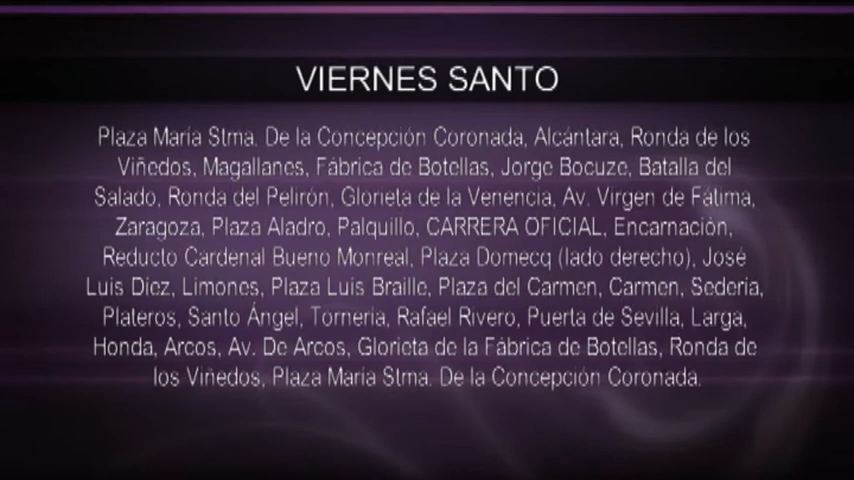 VIERNES SANTO
Plaza María Stma. De la Concepción Coronada, Alcántara, Ronda de los
Viñedos, Magallanes, Fábrica de Botellas, Jorge Bocuze, Batalla del
Salado, Ronda del Pelirón, Glorieta de la Venencia, Av. Virgen de Fátima,
Zaragoza, Plaza Aladro, Palquillo, CARRERA OFICIAL, Encarnación,
Reducto Cardenal Bueno Monreal, Plaza Domecq (lado derecho), José
Luis Díez, Limones, Plaza Luis Braille, Plaza del Carmen, Carmen, Sedería,
Plateros, Santo Ángel, Tornería, Rafael Rivero, Puerta de Sevilla, Larga,
Honda, Arcos, Av. De Arcos, Glorieta de la Fábrica de Botellas, Ronda de
los Viñedos, Plaza María Stma. De la Concepción Coronada.